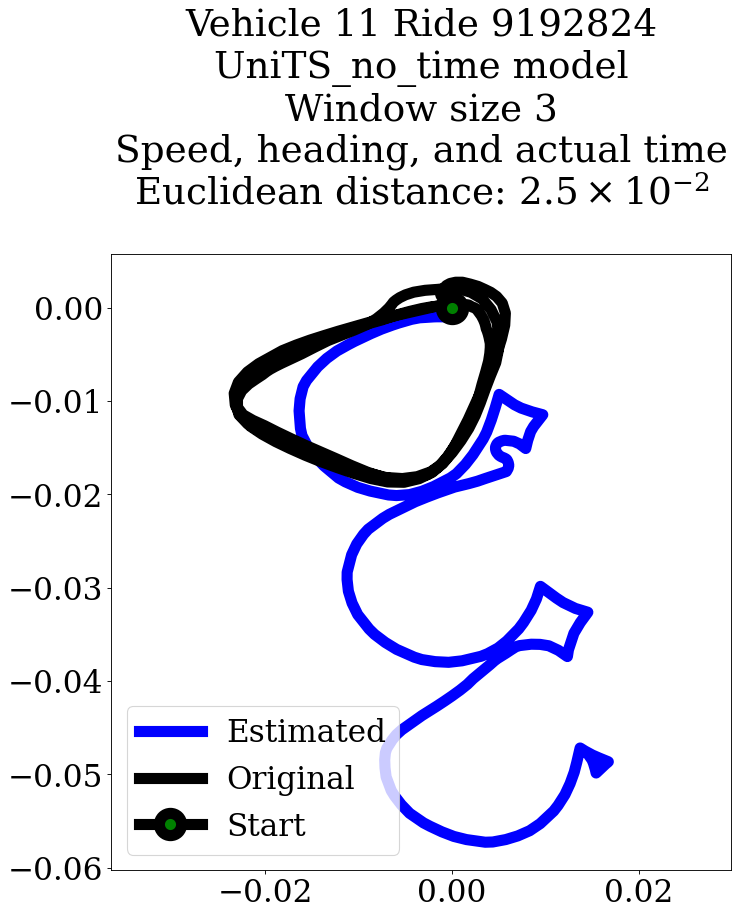 Vehicle 11 Ride 9192824
UniTS_no_time model
Window size 3
Speed, heading, and actual time
Euclidean distance: 2.5 × 10⁻²
0.00
−0.01
−0.02
−0.03
−0.04
−0.05
−0.06
Estimated
Original
Start
−0.02 0.00 0.02